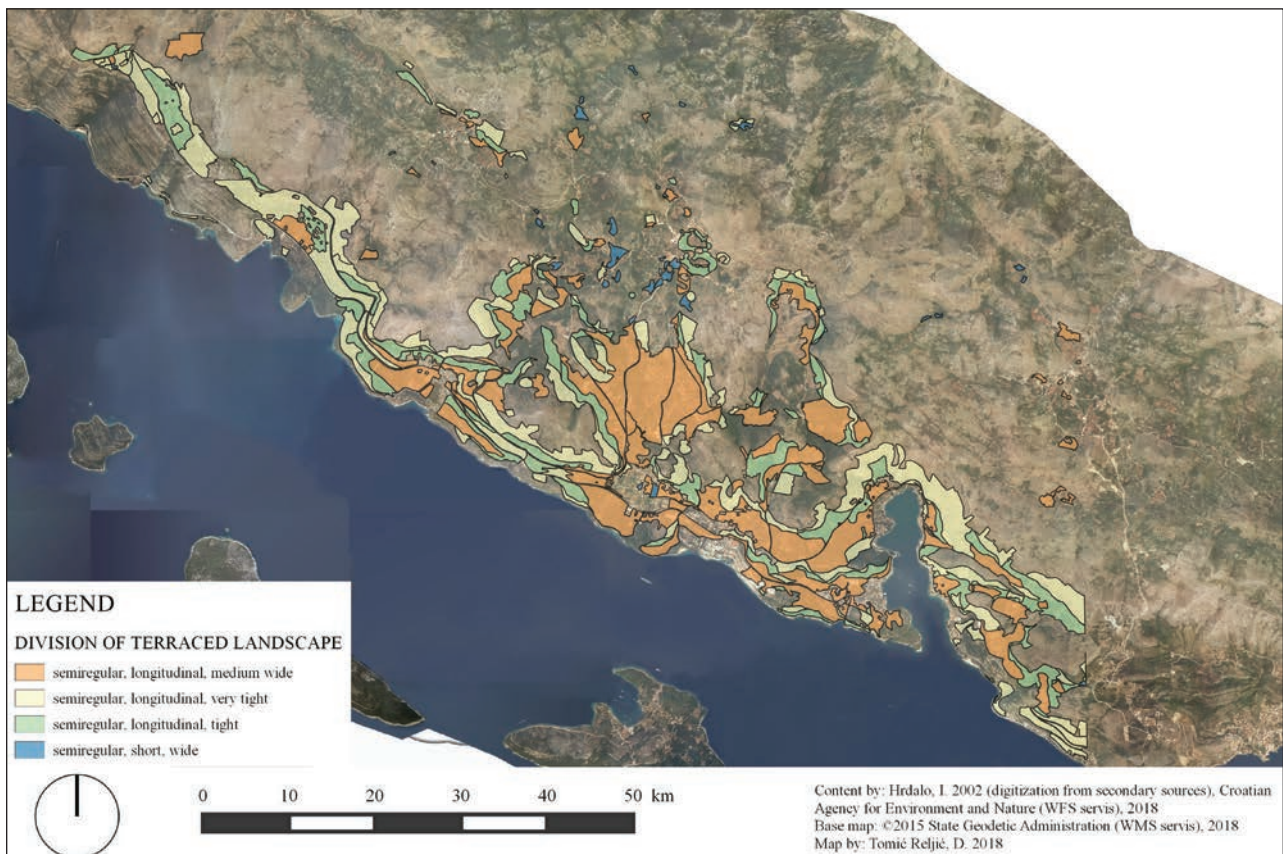 LEGEND
DIVISION OF TERRACED LANDSCAPE
semiregular, longitudinal, medium wide
semiregular, longitudinal, very tight
semiregular, longitudinal, tight
semiregular, short, wide
0 10 20 30 40 50 km
Content by: Hrdalo, I. 2002 (digitization from secondary sources), Croatian
Agency for Environment and Nature (WFS servis), 2018
Base map: ©2015 State Geodetic Administration (WMS servis), 2018
Map by: Tomić Reljić, D. 2018